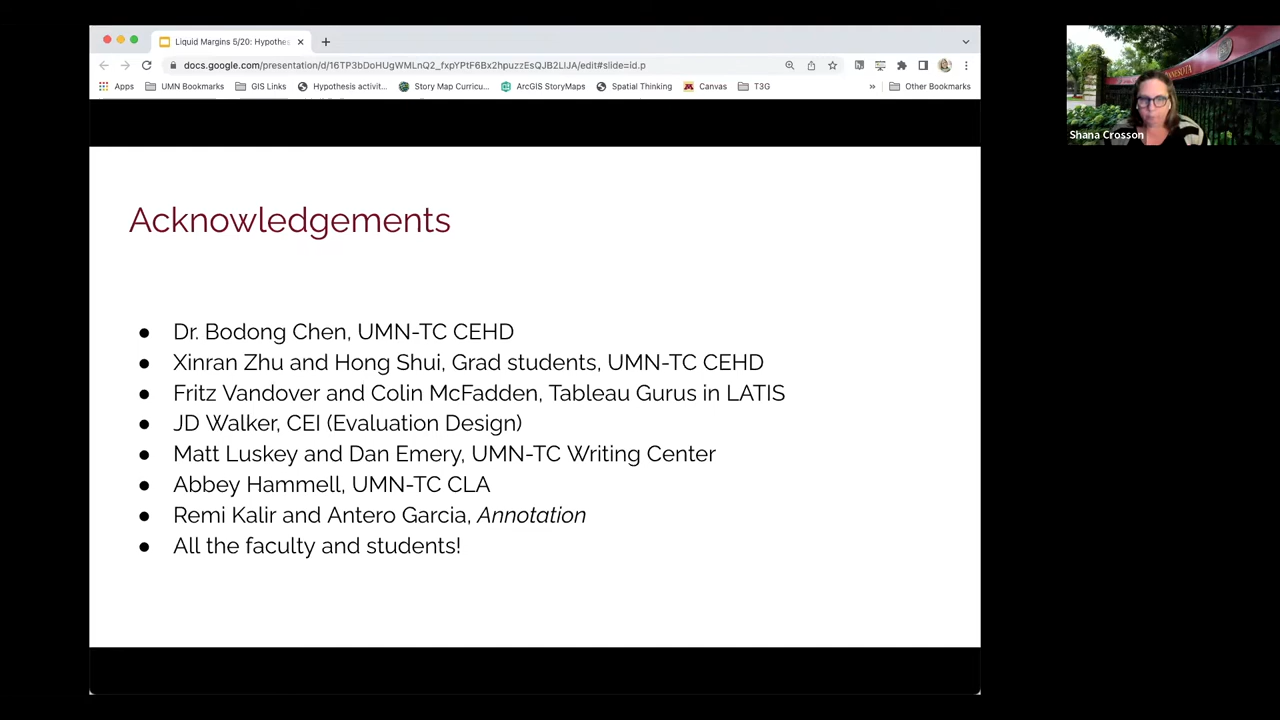 Liquid Margins 5/20: Hypothes
docs.google.com/presentation/d/16TP3bDoHUgWMLnQ2_fxpYPtF6Bx2hpuzzEsQJB2LlJA/edit#slide=id.p
Apps UMN Bookmarks GIS Links Hypothesis activit... Story Map Curricu... ArcGIS StoryMaps Spatial Thinking Canvas T3G » Other Bookmarks
Shana Crosson
Acknowledgements
● Dr. Bodong Chen, UMN-TC CEHD
● Xinran Zhu and Hong Shui, Grad students, UMN-TC CEHD
● Fritz Vandover and Colin McFadden, Tableau Gurus in LATIS
● JD Walker, CEI (Evaluation Design)
● Matt Luskey and Dan Emery, UMN-TC Writing Center
● Abbey Hammell, UMN-TC CLA
● Remi Kalir and Antero Garcia, Annotation
● All the faculty and students!